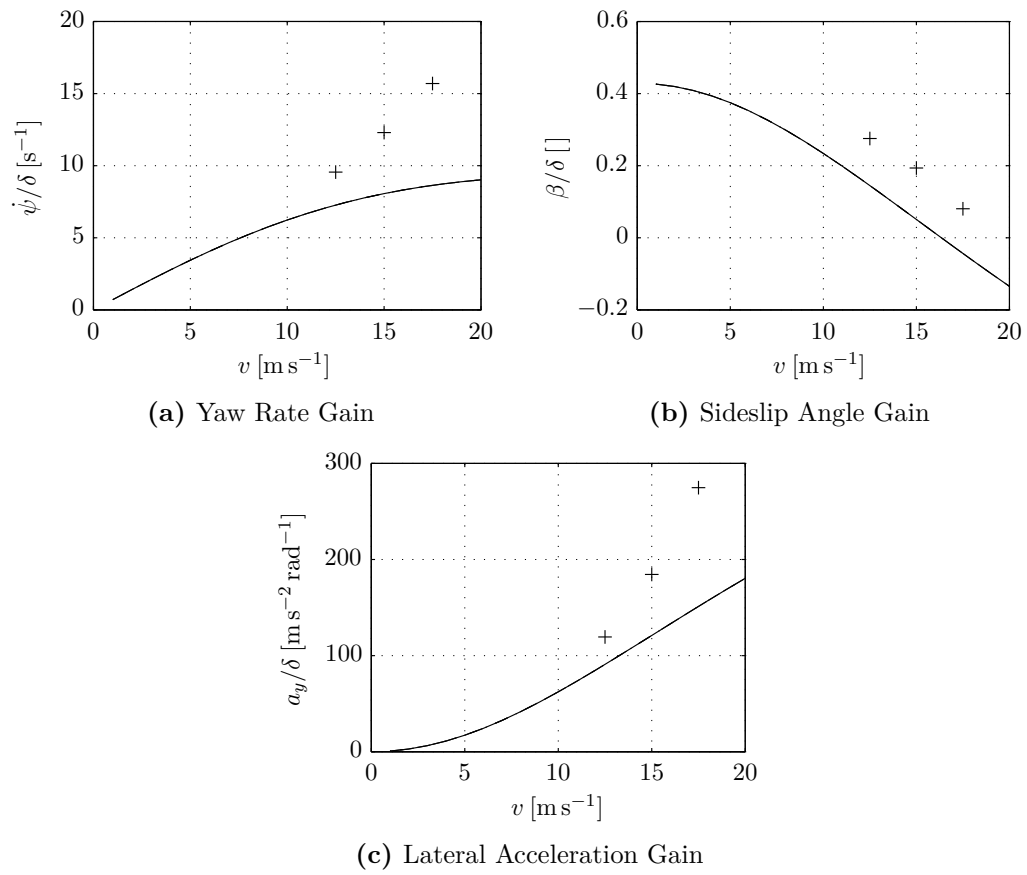 20
15
10
5
0
0 5 10 15 20
ψ̇/δ [s⁻¹]
v [m s⁻¹]
(a) Yaw Rate Gain
0.6
0.4
0.2
0
−0.2
0 5 10 15 20
β/δ []
v [m s⁻¹]
(b) Sideslip Angle Gain
300
200
100
0
0 5 10 15 20
a_y/δ [m s⁻² rad⁻¹]
v [m s⁻¹]
(c) Lateral Acceleration Gain